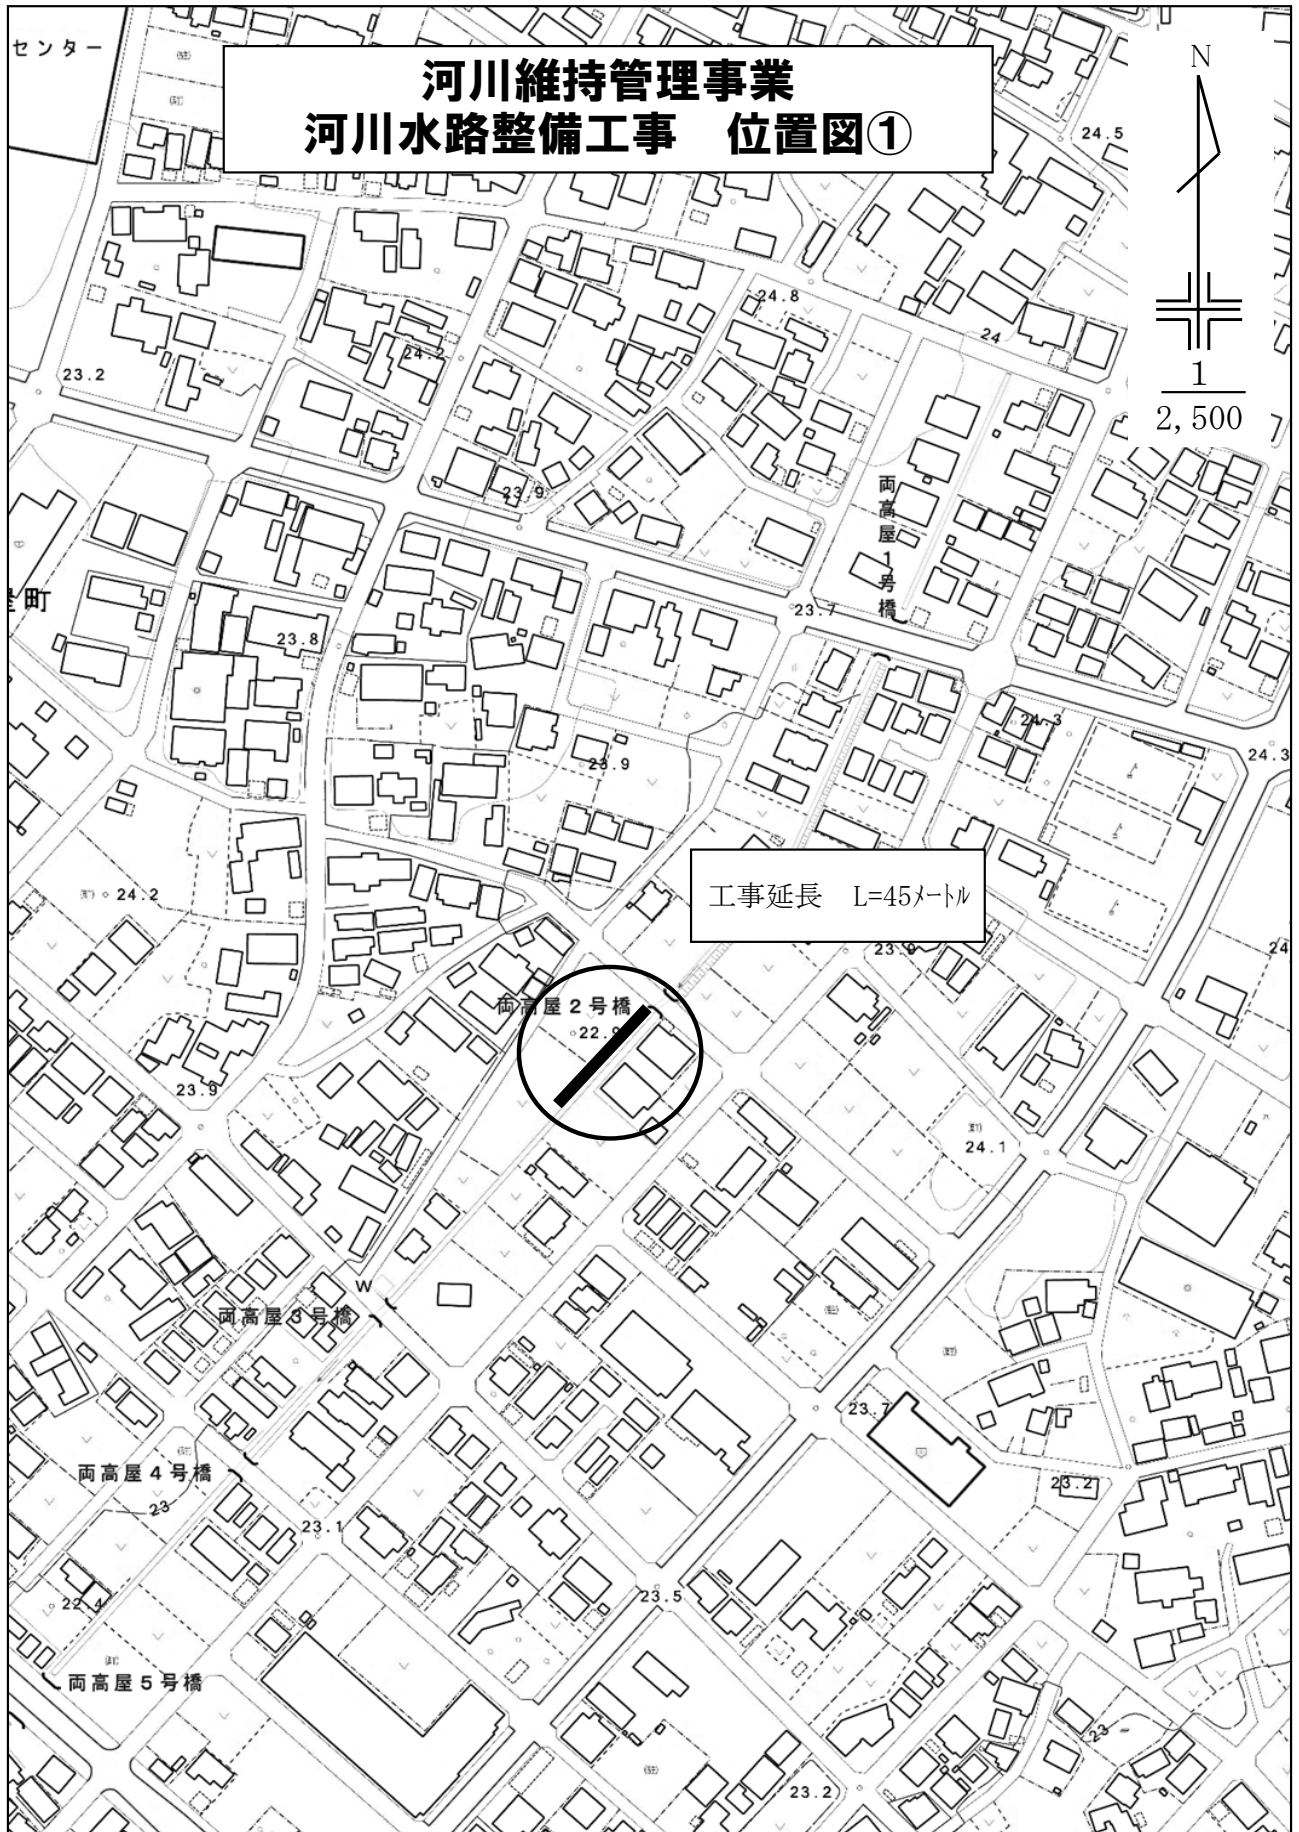 センター
河川維持管理事業
河川水路整備工事　位置図①
N
1
2,500
24.5
24.8
24
24.2
23.2
23.9
両高屋1号橋
町
23.8
23.7
24.3
24.3
23.9
24.2
工事延長　L=45メートル
23.9
24
両高屋2号橋
22.9
23.9
24.1
W
両高屋3号橋
23.7
両高屋4号橋
23
23.2
23.1
22.4
23.5
両高屋5号橋
23
23.2